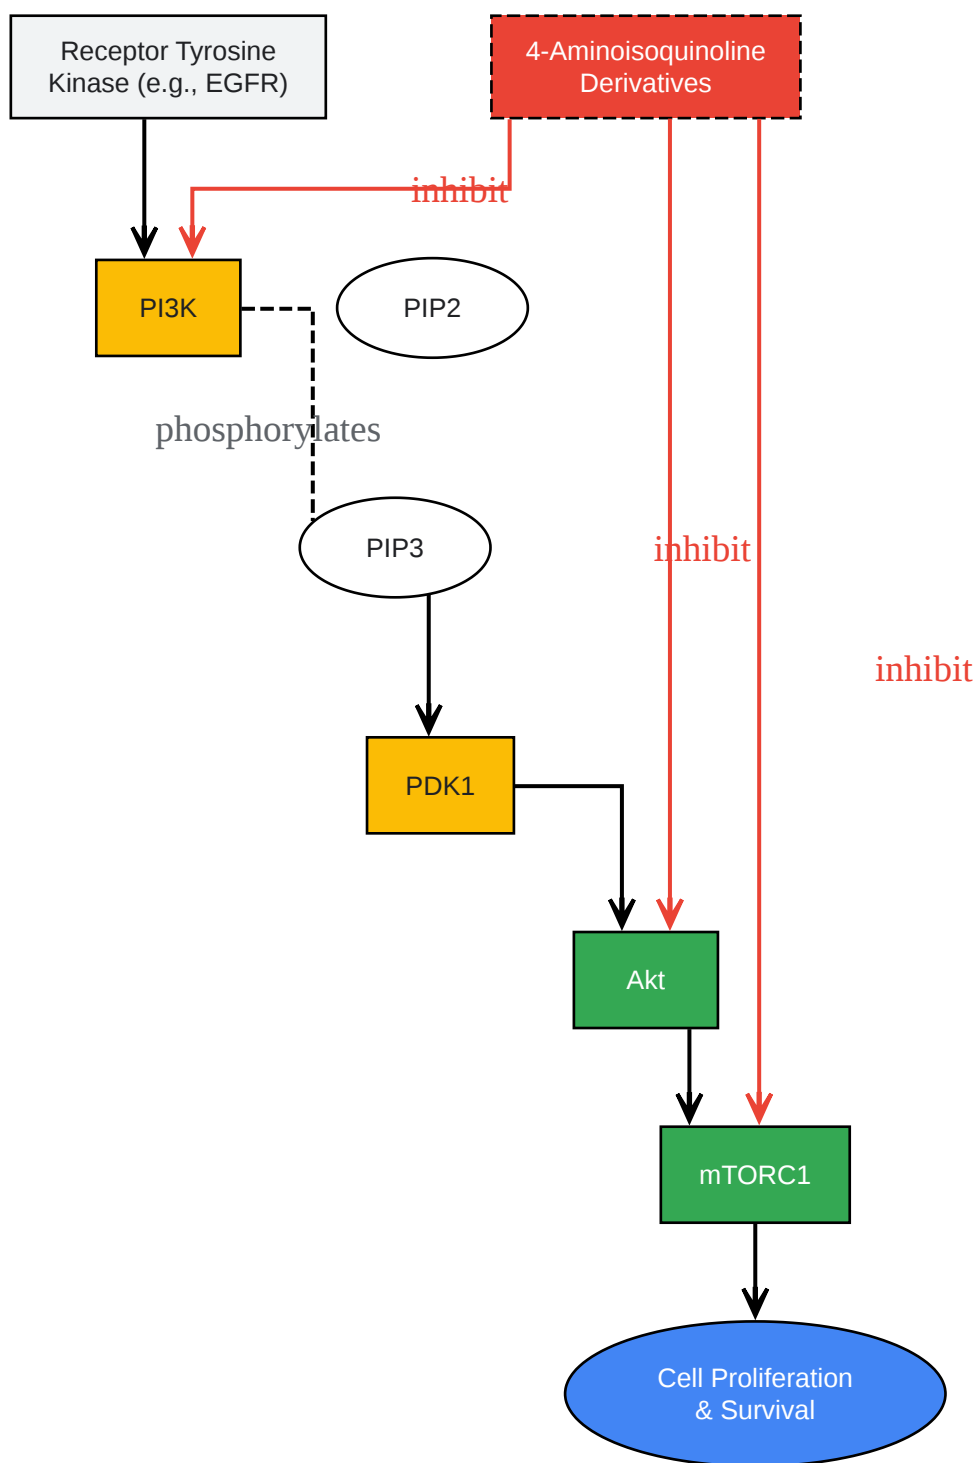 Receptor Tyrosine
Kinase (e.g., EGFR)
4-Aminoisoquinoline
Derivatives
inhibit
PI3K
PIP2
phosphorylates
PIP3
inhibit
inhibit
PDK1
Akt
mTORC1
Cell Proliferation
& Survival